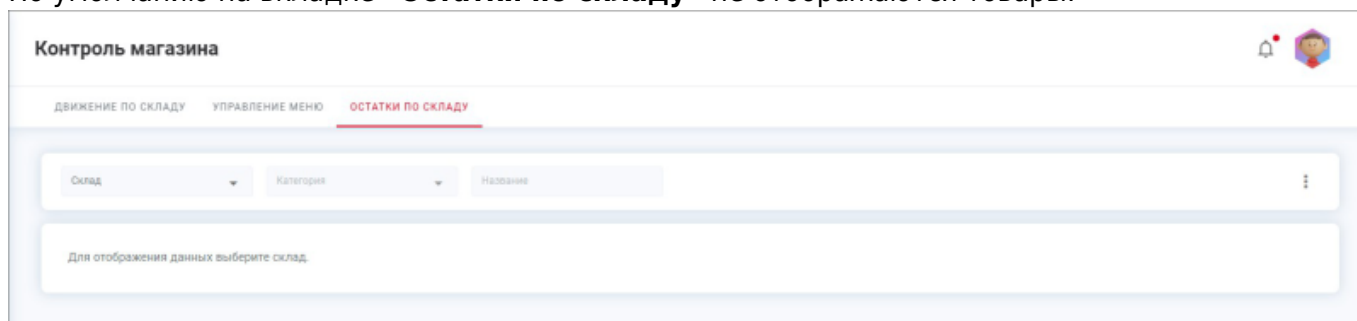 По умолчанию на вкладке "Остатки по складу" не отображаются товары.
Контроль магазина
ДВИЖЕНИЕ ПО СКЛАДУ УПРАВЛЕНИЕ МЕНЮ ОСТАТКИ ПО СКЛАДУ
Склад Категория Название
Для отображения данных выберите склад.